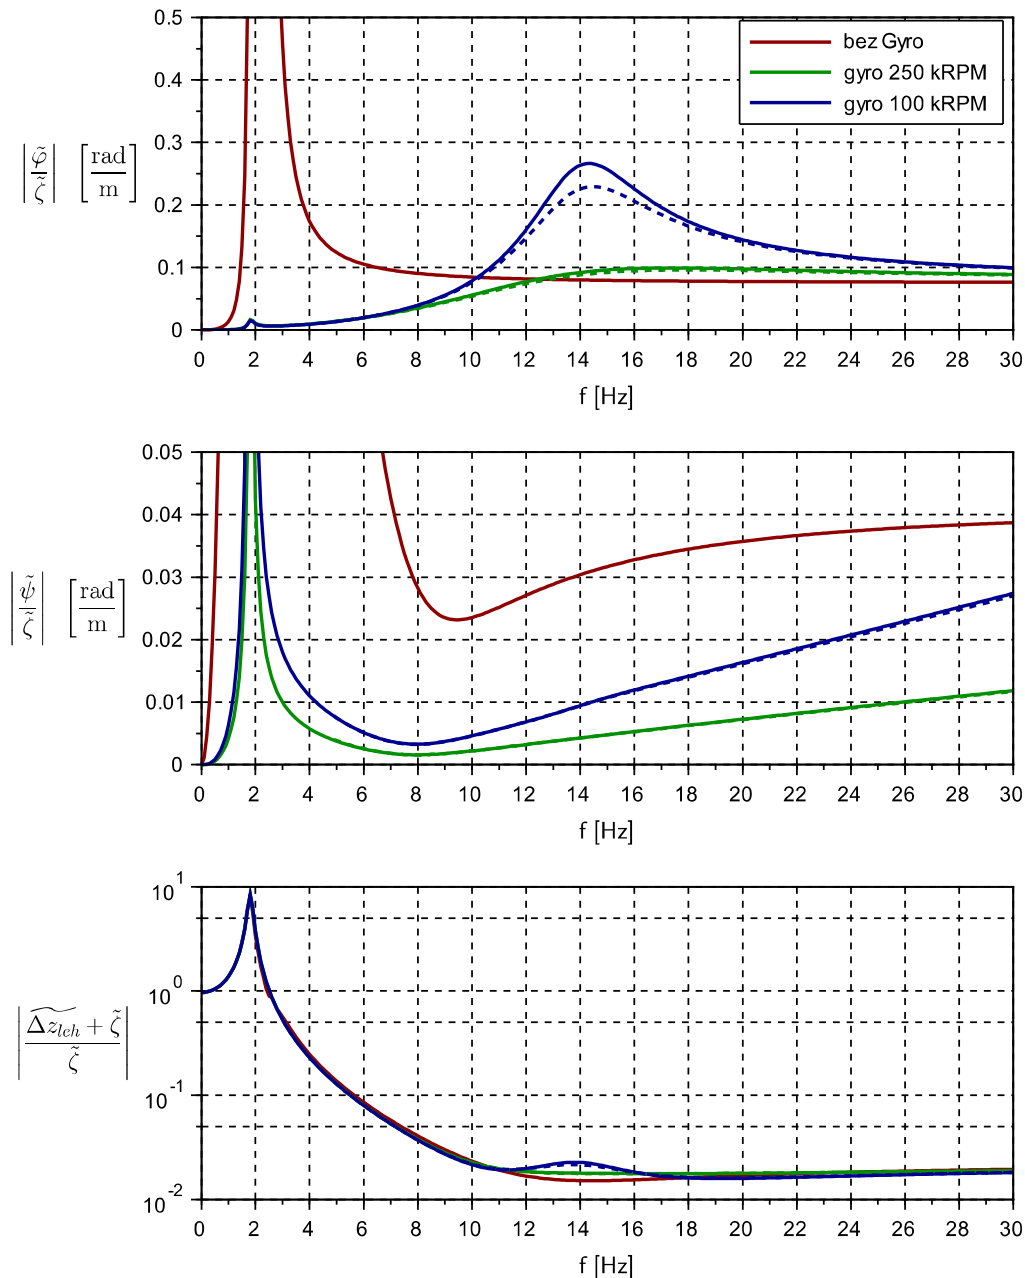 0.5
0.4
0.3
0.2
0.1
0
bez Gyro
gyro 250 kRPM
gyro 100 kRPM
|φ̃/ζ̃| [rad/m]
0 2 4 6 8 10 12 14 16 18 20 22 24 26 28 30
f [Hz]
0.05
0.04
0.03
0.02
0.01
0
|ψ̃/ζ̃| [rad/m]
0 2 4 6 8 10 12 14 16 18 20 22 24 26 28 30
f [Hz]
10^1
10^0
10^-1
10^-2
|(Δz_lch + ζ̃)/ζ̃|
0 2 4 6 8 10 12 14 16 18 20 22 24 26 28 30
f [Hz]